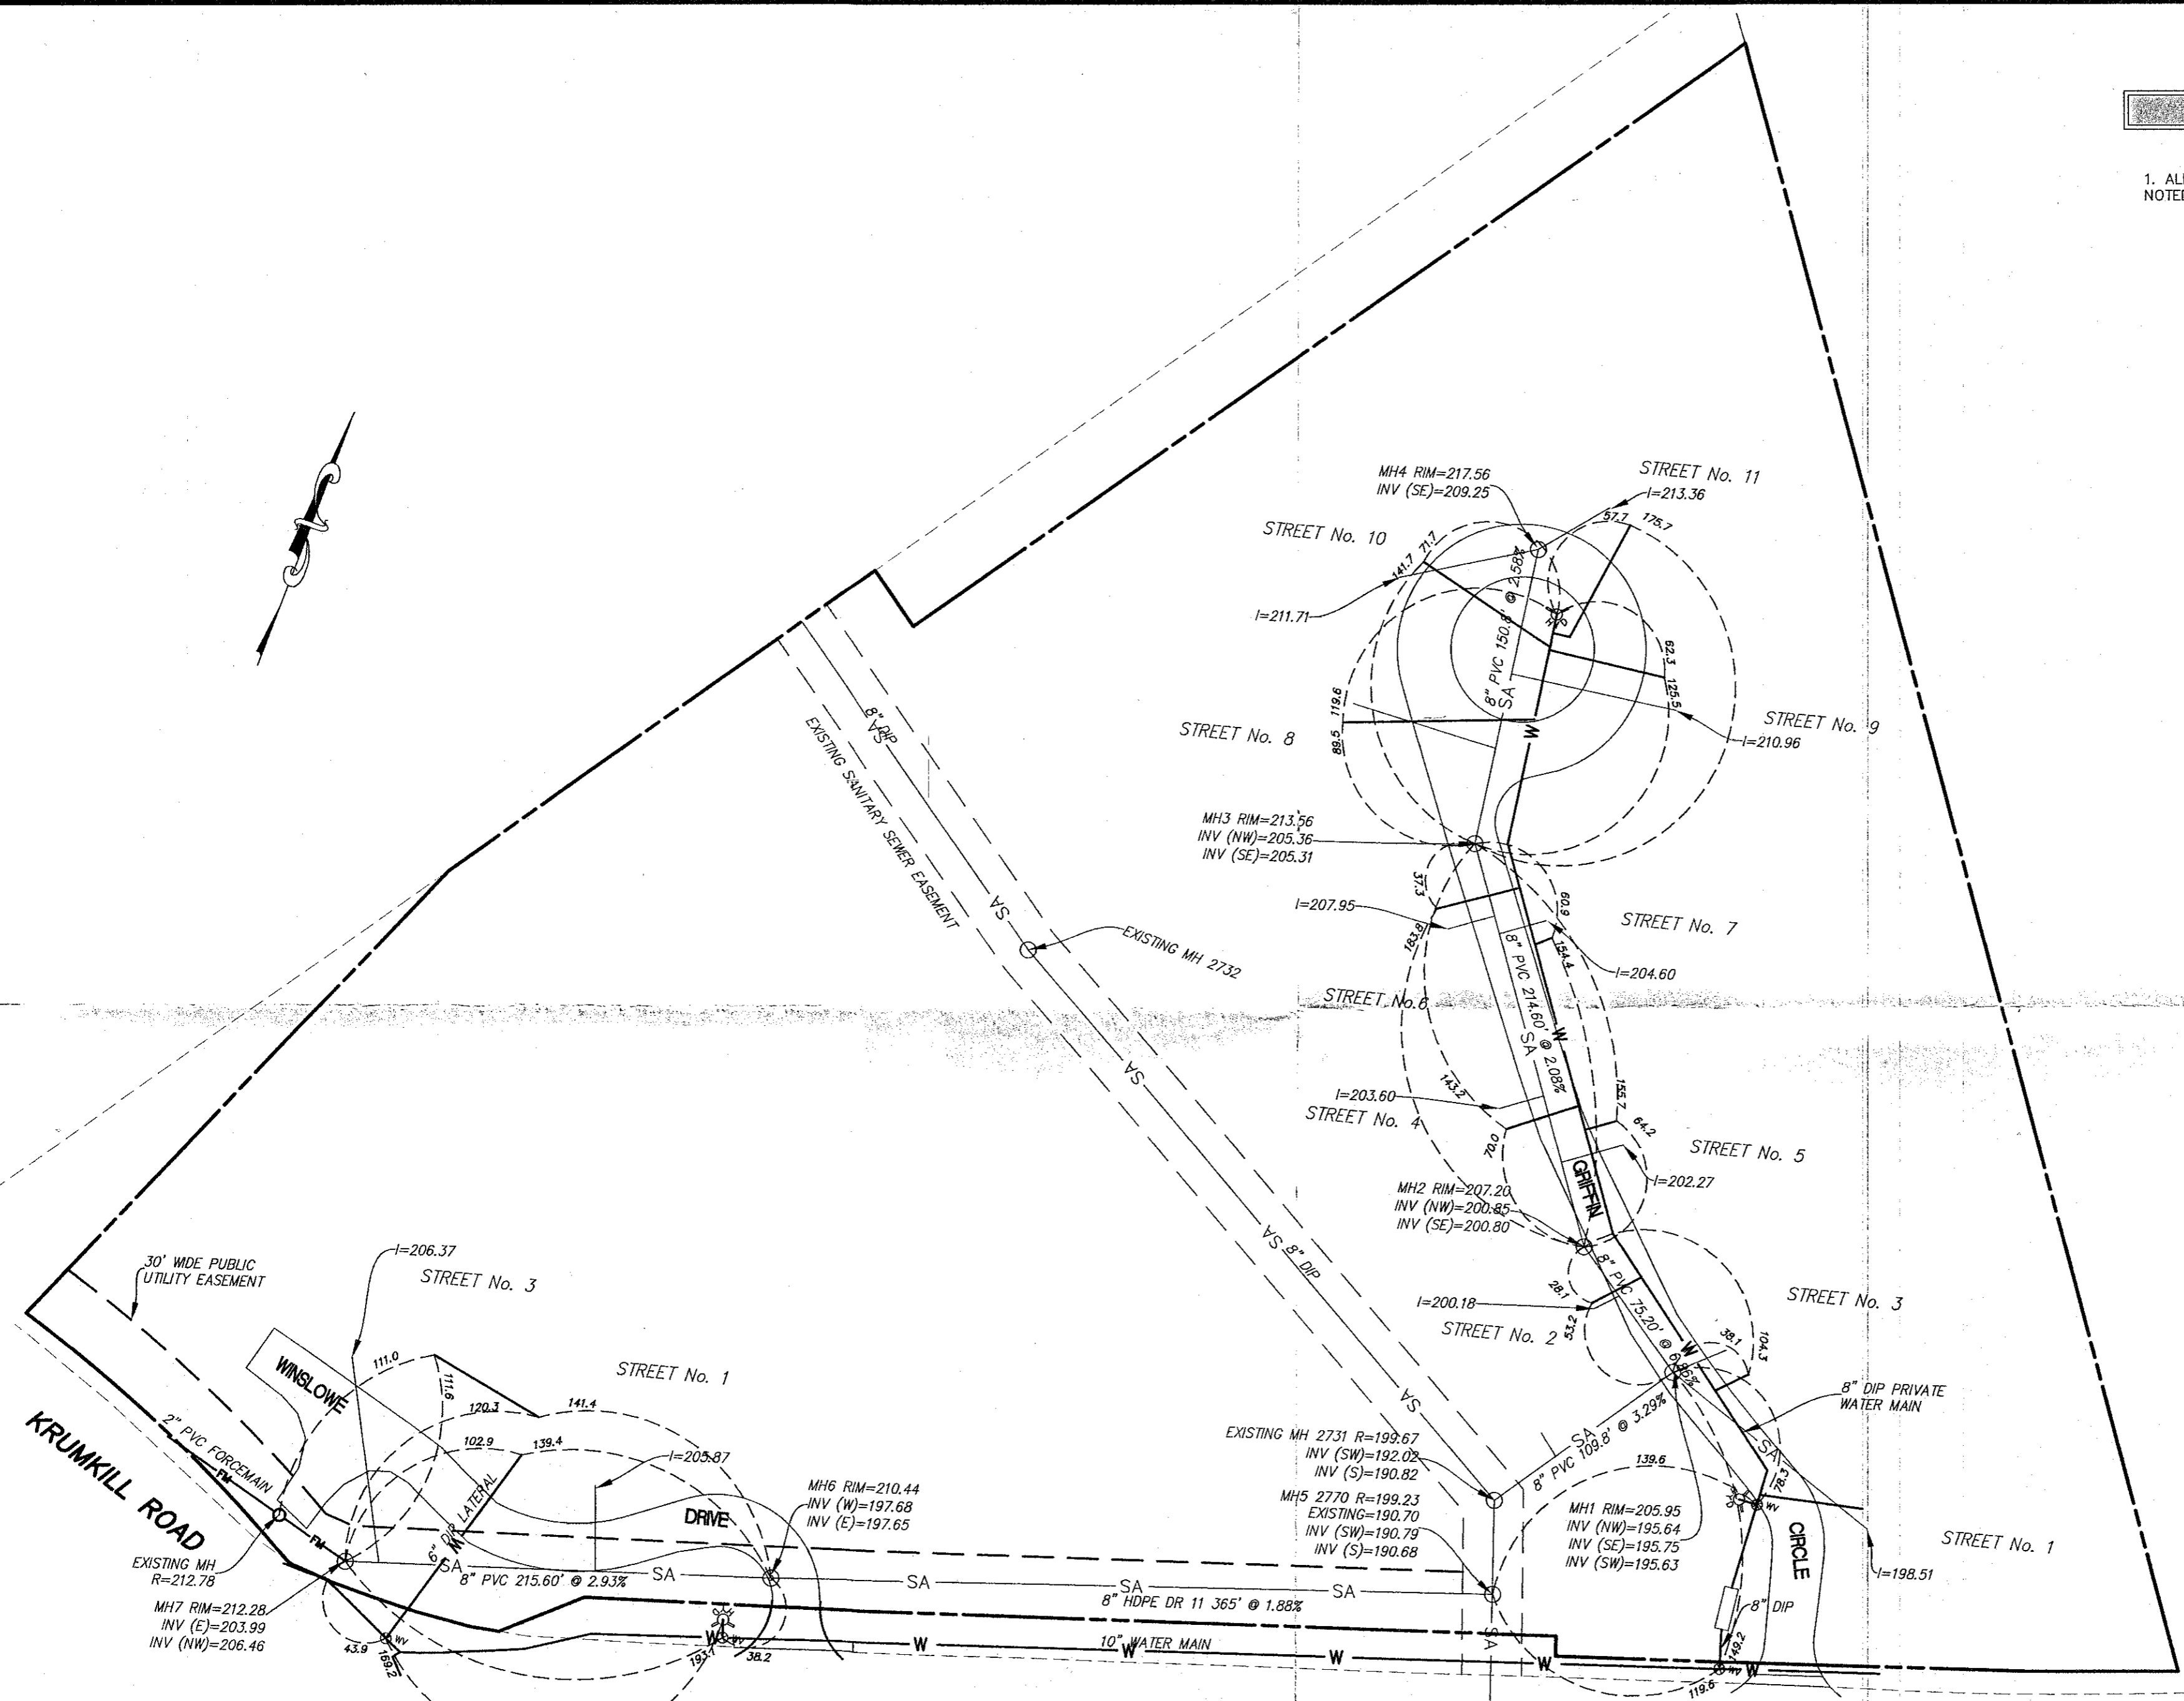 1. AL
NOTE
MH4 RIM=217.56
INV (SE)=209.25
STREET No. 11
I=213.36
57.7
175.7
STREET No. 10
141.7
71.7
I=211.71
8" PVC 150.8' @ 2.58%
SA
HYD
62.3
125.5
STREET No. 9
I=210.96
119.6
89.5
STREET No. 8
W
8" DIP
SA
EXISTING SANITARY SEWER EASEMENT
MH3 RIM=213.56
INV (NW)=205.36
INV (SE)=205.31
37.3
I=207.95
183.8
60.9
154.4
STREET No. 7
I=204.60
SA
EXISTING MH 2732
STREET No.6
8" PVC 214.60' @ 2.08%
SA
W
SA
143.2
I=203.60
STREET No. 4
70.0
155.7
64.2
STREET No. 5
I=202.27
GRIFFIN
MH2 RIM=207.20
INV (NW)=200.85
INV (SE)=200.80
SA
8" DIP
30' WIDE PUBLIC
UTILITY EASEMENT
I=206.37
STREET No. 3
28.1
I=200.18
53.2
STREET No. 2
8" PVC 75.20' @ 6.86%
W
38.1
104.3
STREET No. 3
8" DIP PRIVATE
WATER MAIN
WINSLOWE
111.0
111.6
STREET No. 1
120.3
141.4
102.9
139.4
I=205.87
SA
KRUMKILL ROAD
2" PVC FORCEMAIN
FM
FM
6" DIP LATERAL
W
DRIVE
MH6 RIM=210.44
INV (W)=197.68
INV (E)=197.65
EXISTING MH 2731 R=199.67
INV (SW)=192.02
INV (S)=190.82
MH5 2770 R=199.23
EXISTING=190.70
INV (SW)=190.79
INV (S)=190.68
SA
8" PVC 109.8' @ 3.29%
139.6
SA
78.3
HYD
WV
MH1 RIM=205.95
INV (NW)=195.64
INV (SE)=195.75
INV (SW)=195.63
CIRCLE
STREET No. 1
I=198.51
EXISTING MH
R=212.78
MH7 RIM=212.28
INV (E)=203.99
INV (NW)=206.46
SA
8" PVC 215.60' @ 2.93%
SA
SA
SA
SA
8" HDPE DR 11 365' @ 1.88%
SA
8" DIP
149.2
43.9
WV
169.2
W
WV
193.1
38.2
W
10" WATER MAIN
W
W
W
WV
W
119.6